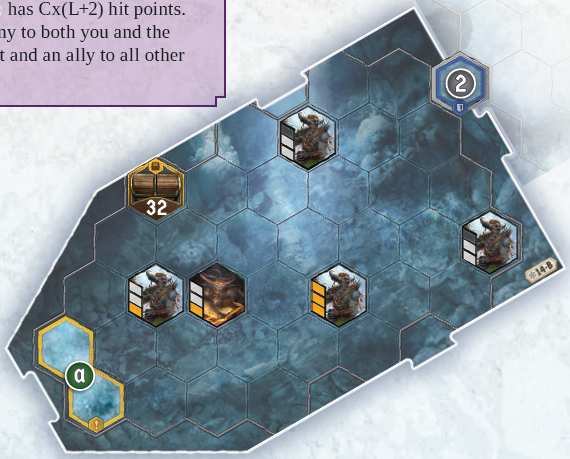 has Cx(L+2) hit points.
ny to both you and the
t and an ally to all other
2
32
14-B
a
!